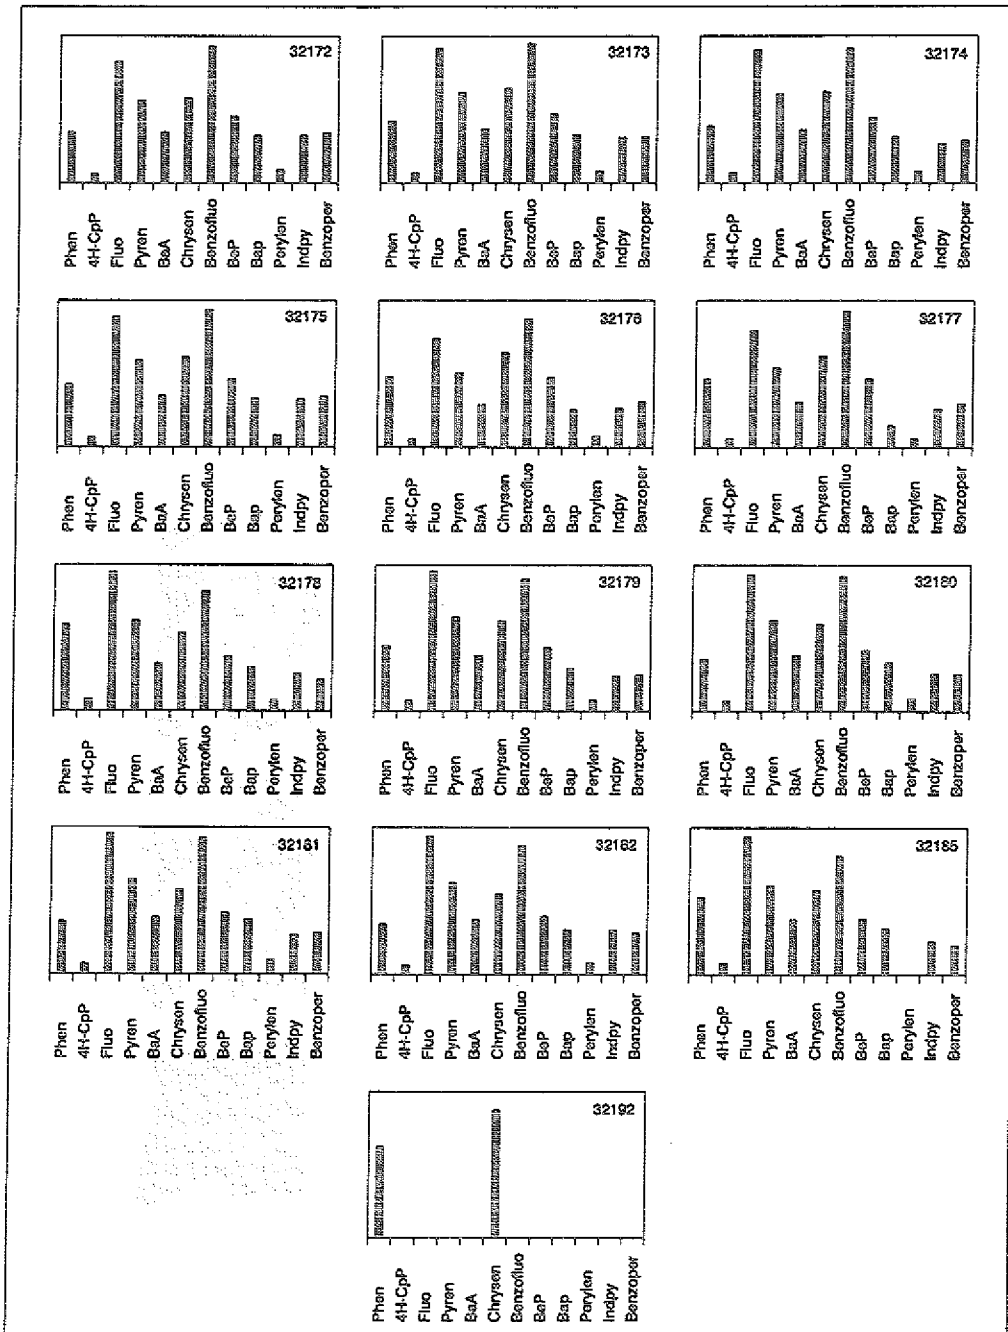 32172
Phen
4H-CpP
Fluo
Pyren
BaA
Chrysen
Benzofluo
BeP
Bap
Perylen
Indpy
Benzoper
32173
Phen
4H-CpP
Fluo
Pyren
BaA
Chrysen
Benzofluo
BeP
Bap
Perylen
Indpy
Benzoper
32174
Phen
4H-CpP
Fluo
Pyren
BaA
Chrysen
Benzofluo
BeP
Bap
Perylen
Indpy
Benzoper
32175
Phen
4H-CpP
Fluo
Pyren
BaA
Chrysen
Benzofluo
BeP
Bap
Perylen
Indpy
Benzoper
32176
Phen
4H-CpP
Fluo
Pyren
BaA
Chrysen
Benzofluo
BeP
Bap
Perylen
Indpy
Benzoper
32177
Phen
4H-CpP
Fluo
Pyren
BaA
Chrysen
Benzofluo
BeP
Bap
Perylen
Indpy
Benzoper
32178
Phen
4H-CpP
Fluo
Pyren
BaA
Chrysen
Benzofluo
BeP
Bap
Perylen
Indpy
Benzoper
32179
Phen
4H-CpP
Fluo
Pyren
BaA
Chrysen
Benzofluo
BeP
Bap
Perylen
Indpy
Benzoper
32180
Phen
4H-CpP
Fluo
Pyren
BaA
Chrysen
Benzofluo
BeP
Bap
Perylen
Indpy
Benzoper
32181
Phen
4H-CpP
Fluo
Pyren
BaA
Chrysen
Benzofluo
BeP
Bap
Perylen
Indpy
Benzoper
32182
Phen
4H-CpP
Fluo
Pyren
BaA
Chrysen
Benzofluo
BeP
Bap
Perylen
Indpy
Benzoper
32185
Phen
4H-CpP
Fluo
Pyren
BaA
Chrysen
Benzofluo
BeP
Bap
Perylen
Indpy
Benzoper
32192
Phen
4H-CpP
Fluo
Pyren
BaA
Chrysen
Benzofluo
BeP
Bap
Perylen
Indpy
Benzoper